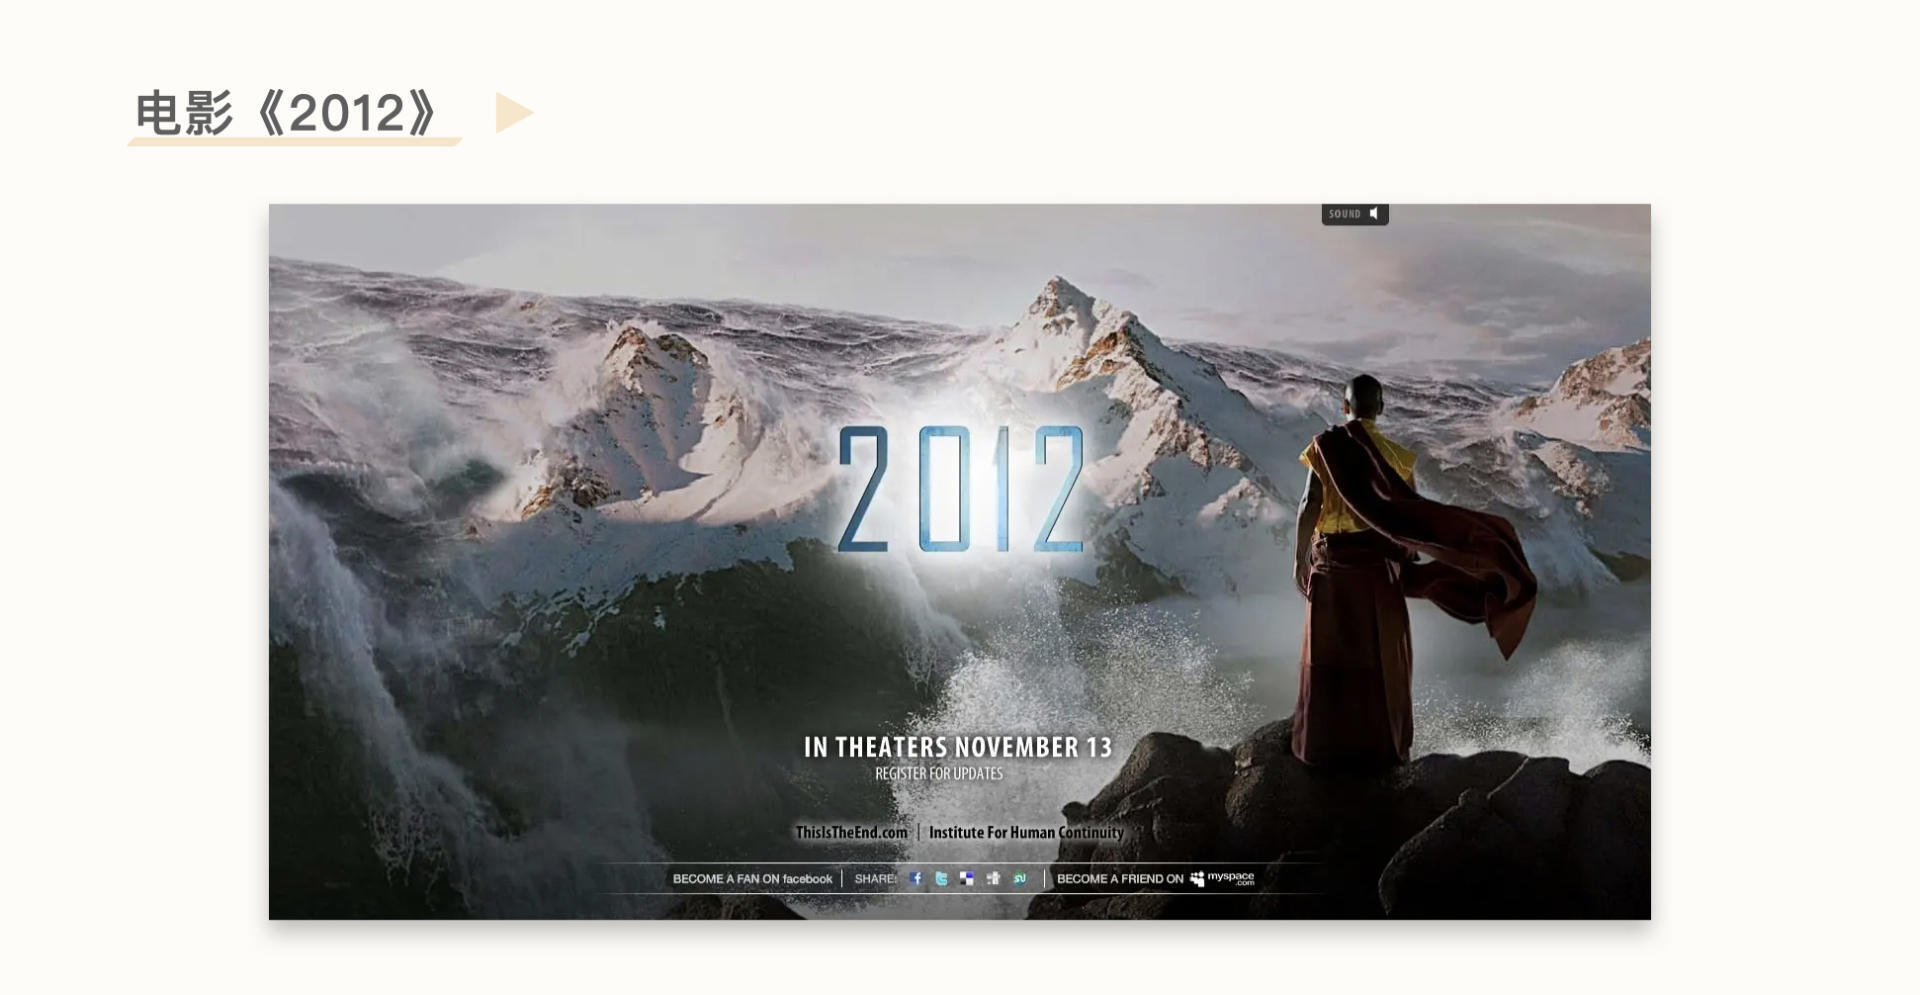 电影《2012》
SOUND
2012
IN THEATERS NOVEMBER 13
REGISTER FOR UPDATES
ThisIsTheEnd.com | Institute For Human Continuity
BECOME A FAN ON facebook | SHARE: | BECOME A FRIEND ON myspace.com